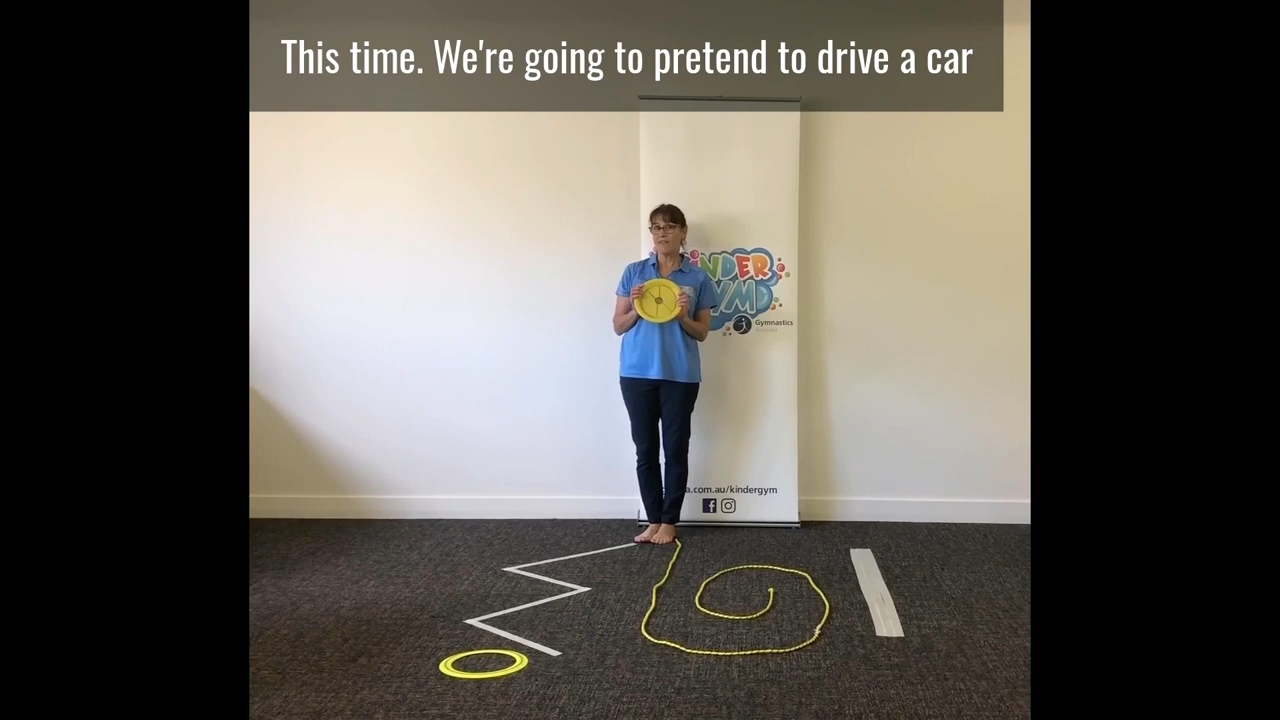 This time. We're going to pretend to drive a car
Gymnastics
a.com.au/kindergym